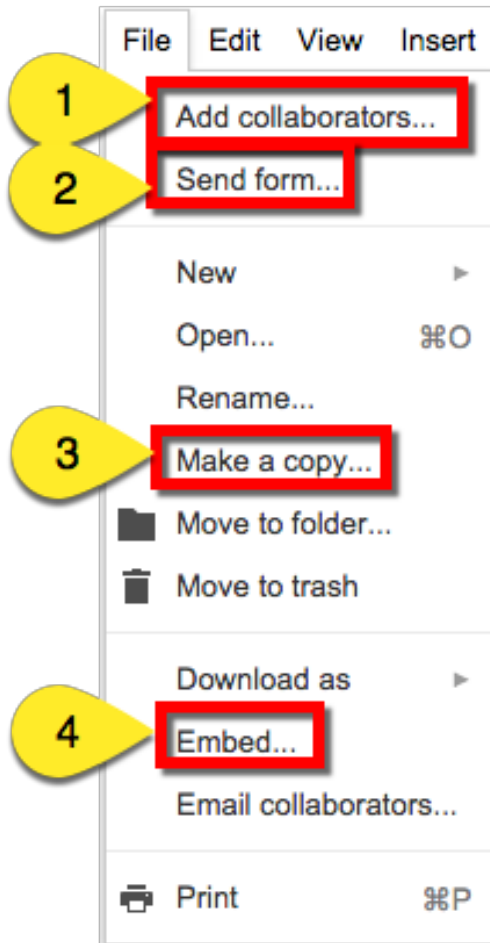 File Edit View Insert
1 Add collaborators...
2 Send form...
New
Open... ⌘O
Rename...
3 Make a copy...
Move to folder...
Move to trash
Download as
4 Embed...
Email collaborators...
Print ⌘P